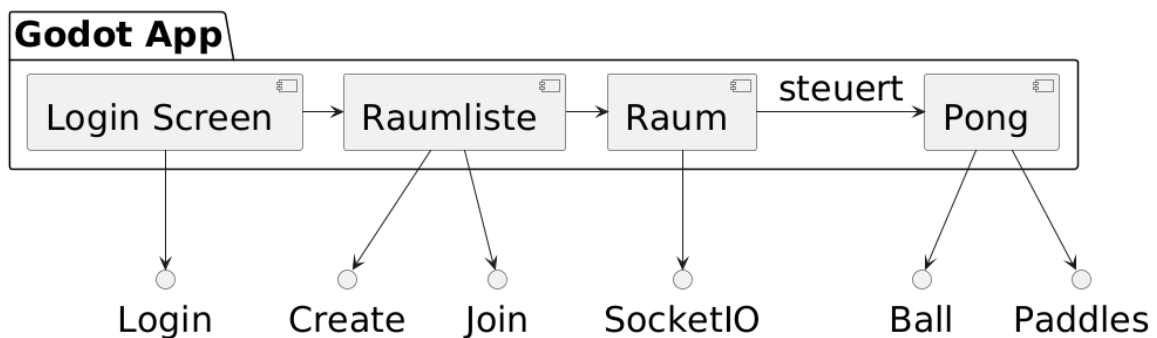 Godot App
Login Screen
Raumliste
Raum
steuert
Pong
Login
Create
Join
SocketIO
Ball
Paddles